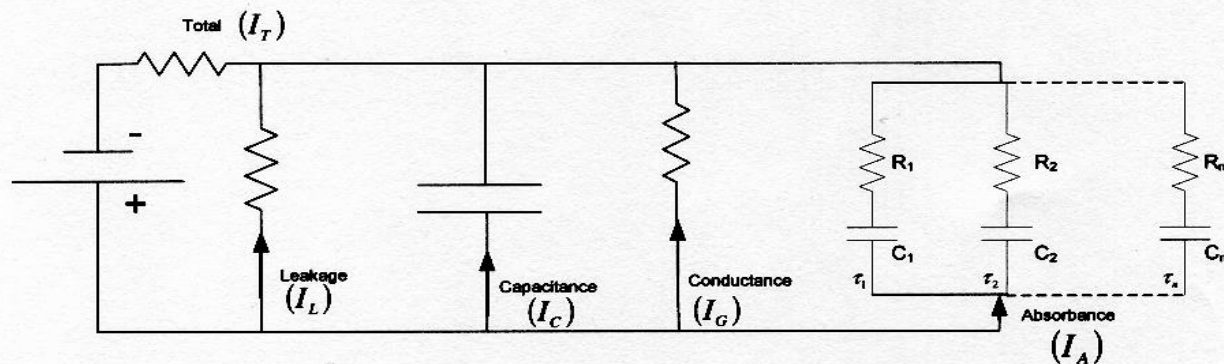 Total (I_T)
-
+
Leakage
(I_L)
Capacitance
(I_C)
Conductance
(I_G)
R₁
R₂
Rₙ
C₁
C₂
Cₙ
τ₁
τ₂
τₙ
Absorbance
(I_A)